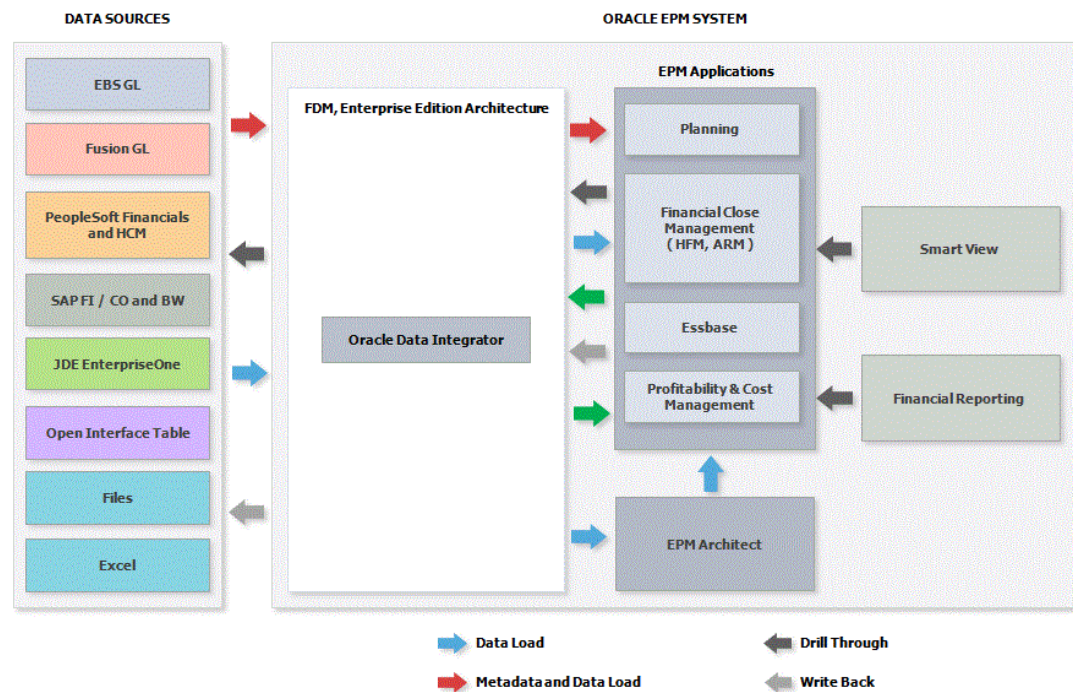 DATA SOURCES
ORACLE EPM SYSTEM
EBS GL
Fusion GL
PeopleSoft Financials
and HCM
SAP FI / CO and BW
JDE EnterpriseOne
Open Interface Table
Files
Excel
FDM, Enterprise Edition Architecture
Oracle Data Integrator
EPM Applications
Planning
Financial Close
Management
( HFM, ARM )
Essbase
Profitability & Cost
Management
EPM Architect
Smart View
Financial Reporting
Data Load
Drill Through
Metadata and Data Load
Write Back